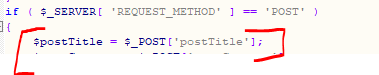 if ( $_SERVER[ 'REQUEST_METHOD' ] == 'POST' )
{
$postTitle = $_POST['postTitle'];